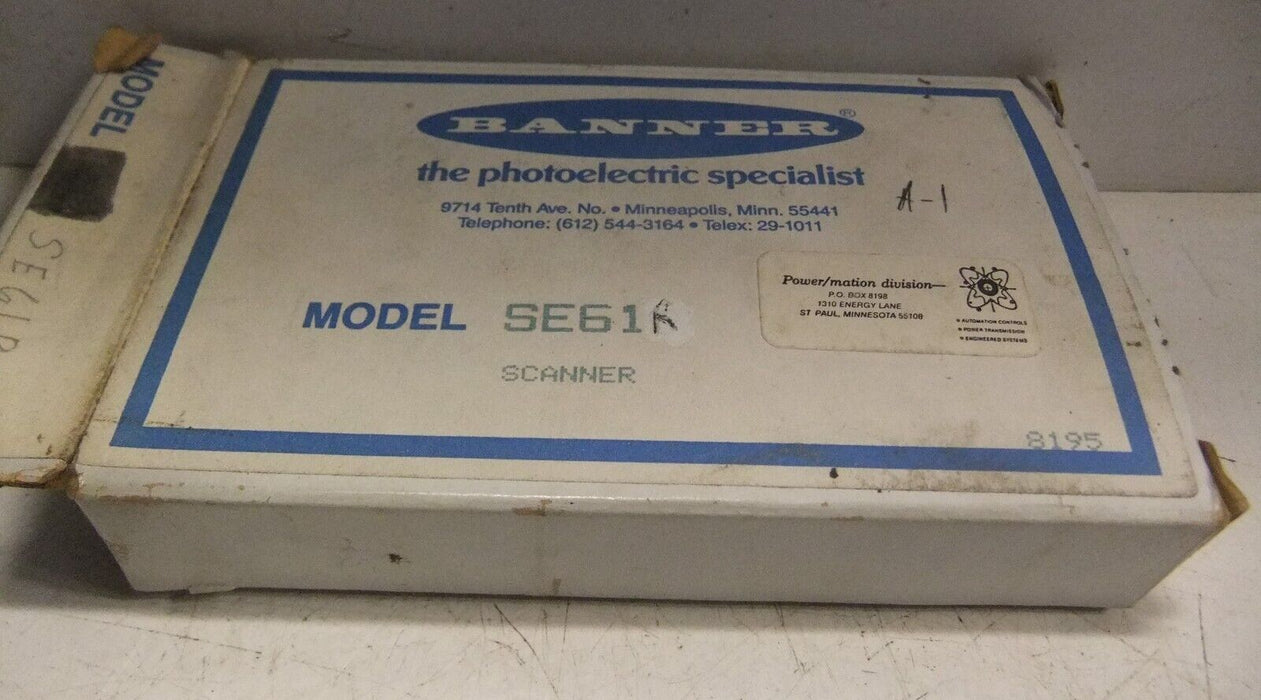 MODEL
SE61R
BANNER®
the photoelectric specialist
9714 Tenth Ave. No. • Minneapolis, Minn. 55441
Telephone: (612) 544-3164 • Telex: 29-1011
A-1
Power/mation division—
P.O. BOX 8198
1310 ENERGY LANE
ST PAUL, MINNESOTA 55108
• AUTOMATION CONTROLS
• POWER TRANSMISSION
• ENGINEERED SYSTEMS
MODEL SE61R
SCANNER
8195